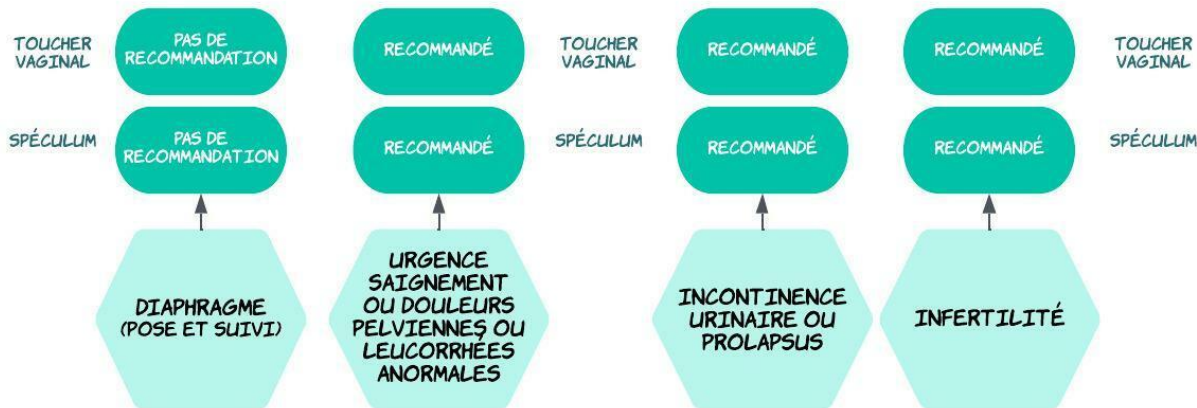 TOUCHER
VAGINAL
PAS DE
RECOMMANDATION
RECOMMANDÉ
TOUCHER
VAGINAL
RECOMMANDÉ
RECOMMANDÉ
TOUCHER
VAGINAL
SPÉCULUM
PAS DE
RECOMMANDATION
RECOMMANDÉ
SPÉCULUM
RECOMMANDÉ
RECOMMANDÉ
SPÉCULUM
DIAPHRAGME
(POSE ET SUIVI)
URGENCE
SAIGNEMENT
OU DOULEURS
PELVIENNES OU
LEUCORRHÉES
ANORMALES
INCONTINENCE
URINAIRE OU
PROLAPSUS
INFERTILITÉ